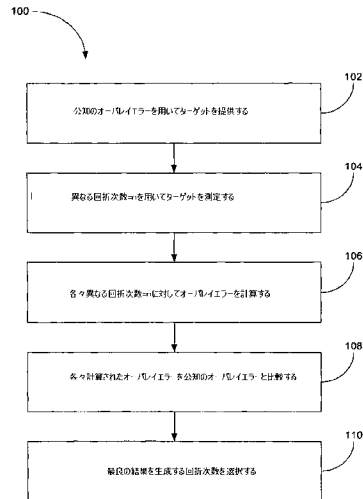 100
102
公知のオーバレイエラーを用いてターゲットを提供する
104
異なる回折次数mを用いてターゲットを測定する
106
各々異なる回折次数mに対してオーバレイエラーを計算する
108
各々計算されたオーバレイエラーを公知のオーバレイエラーと比較する
110
最良の結果を生成する回折次数を選択する